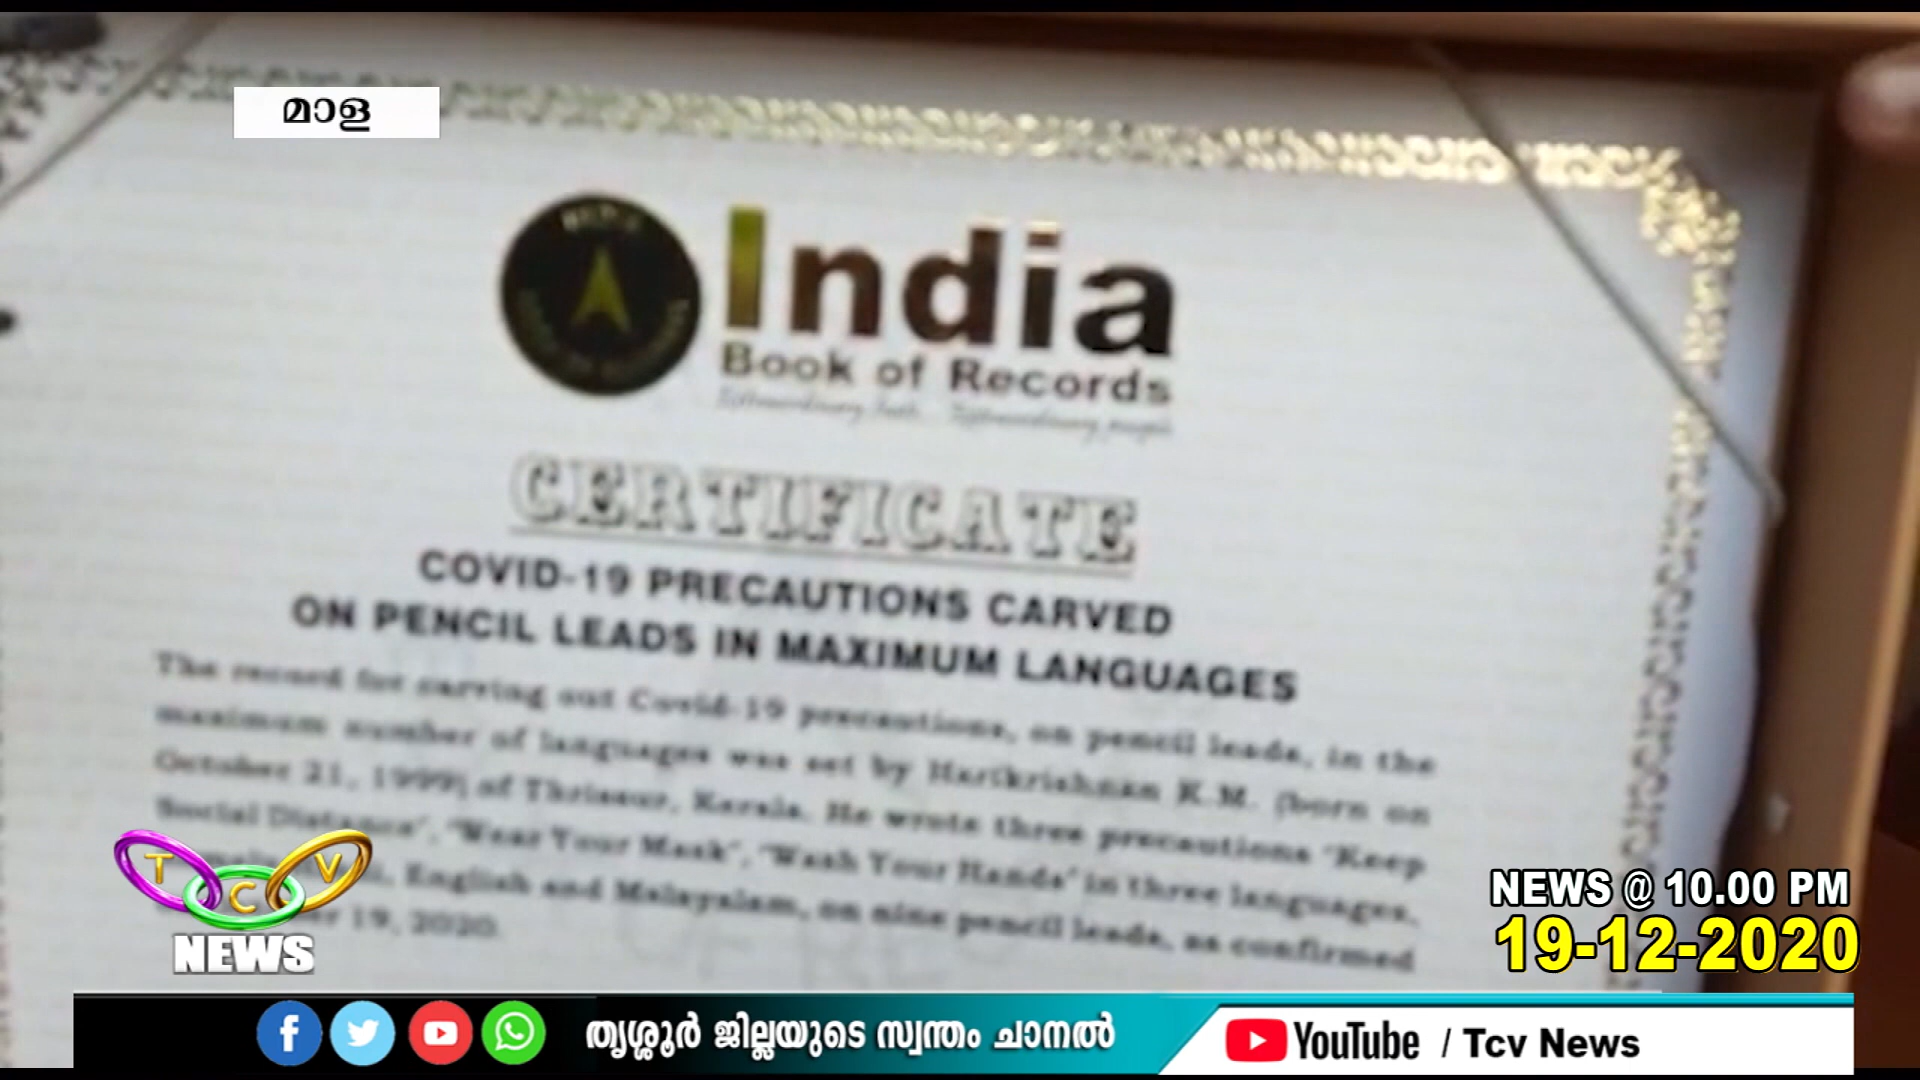 മാള
India
Book of Records
CERTIFICATE
COVID-19 PRECAUTIONS CARVED
ON PENCIL LEADS IN MAXIMUM LANGUAGES
The record for carving out Covid-19 precautions, on pencil leads, in the
maximum number of languages was set by Harikrishnan K.M. (born on
October 21, 1999) of Thrissur, Kerala. He wrote three precautions "Keep
Social Distance", "Wear Your Mask", "Wash Your Hands" in three languages,
English and Malayalam, on nine pencil leads, as confirmed
19, 2020.
T C V
NEWS
NEWS @ 10.00 PM
19-12-2020
തൃശ്ശൂർ ജില്ലയുടെ സ്വന്തം ചാനൽ
YouTube / Tcv News